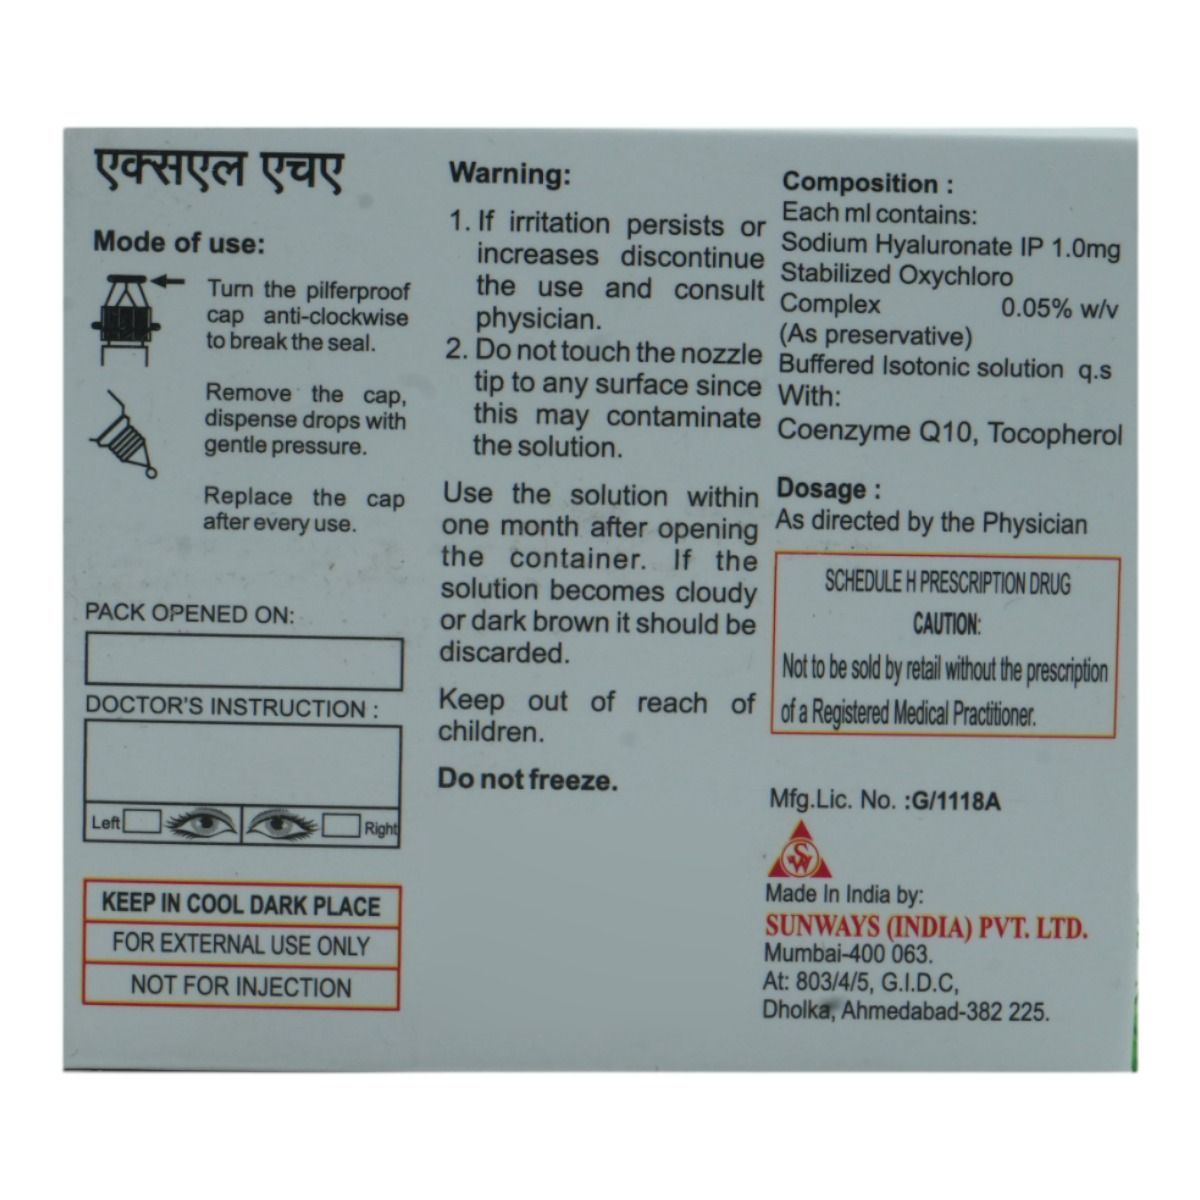 एक्सएल एचए
Mode of use:
Turn the pilferproof
cap anti-clockwise
to break the seal.
Remove the cap,
dispense drops with
gentle pressure.
Replace the cap
after every use.
PACK OPENED ON:
DOCTOR'S INSTRUCTION :
Left
Right
KEEP IN COOL DARK PLACE
FOR EXTERNAL USE ONLY
NOT FOR INJECTION
Warning:
1. If irritation persists or
increases discontinue
the use and consult
physician.
2. Do not touch the nozzle
tip to any surface since
this may contaminate
the solution.
Use the solution within
one month after opening
the container. If the
solution becomes cloudy
or dark brown it should be
discarded.
Keep out of reach of
children.
Do not freeze.
Composition :
Each ml contains:
Sodium Hyaluronate IP 1.0mg
Stabilized Oxychloro
Complex 0.05% w/v
(As preservative)
Buffered Isotonic solution q.s
With:
Coenzyme Q10, Tocopherol
Dosage :
As directed by the Physician
SCHEDULE H PRESCRIPTION DRUG
CAUTION:
Not to be sold by retail without the prescription
of a Registered Medical Practitioner.
Mfg.Lic. No. :G/1118A
SW
Made In India by:
SUNWAYS (INDIA) PVT. LTD.
Mumbai-400 063.
At: 803/4/5, G.I.D.C,
Dholka, Ahmedabad-382 225.